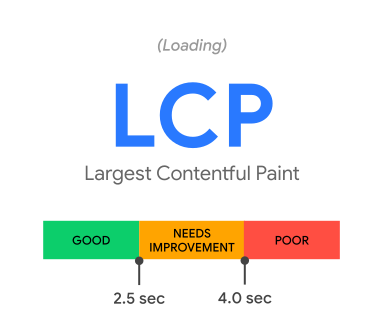 (Loading)
LCP
Largest Contentful Paint
GOOD
NEEDS
IMPROVEMENT
POOR
2.5 sec
4.0 sec